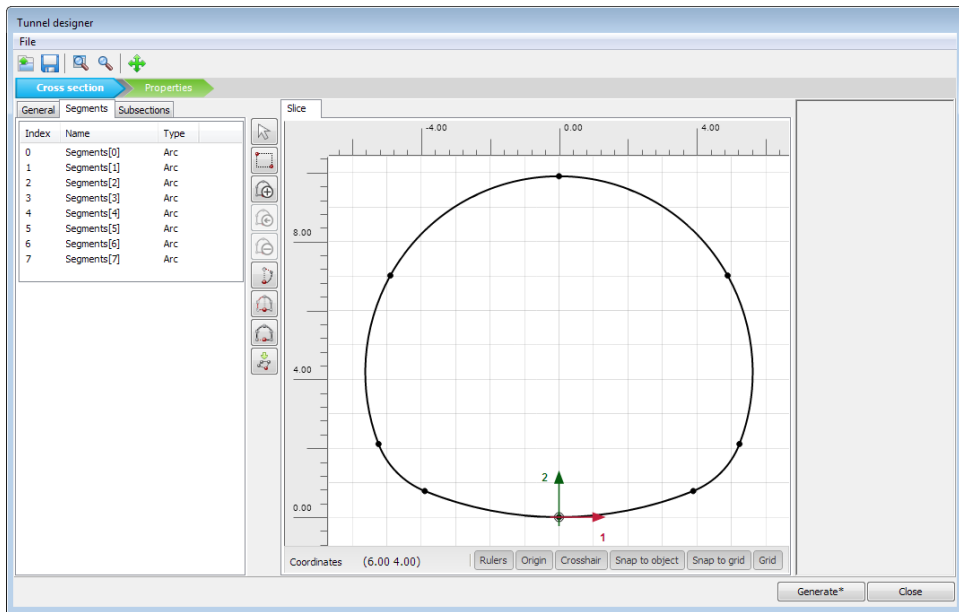 Tunnel designer
File
Cross section Properties
General Segments Subsections
Index Name Type
0 Segments[0] Arc
1 Segments[1] Arc
2 Segments[2] Arc
3 Segments[3] Arc
4 Segments[4] Arc
5 Segments[5] Arc
6 Segments[6] Arc
7 Segments[7] Arc
Slice
-4.00 0.00 4.00
8.00
4.00
0.00
2
1
Coordinates (6.00 4.00) Rulers Origin Crosshair Snap to object Snap to grid Grid
Generate* Close